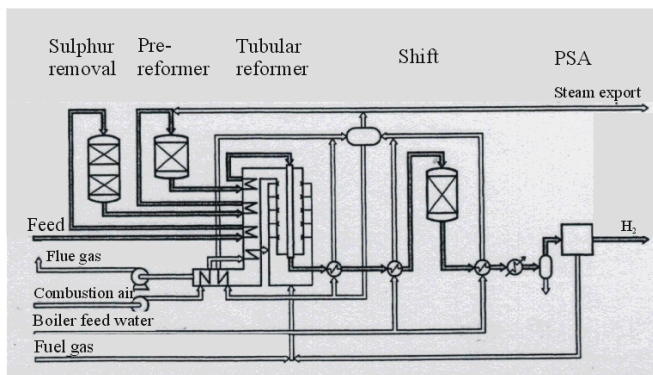 Sulphur
removal
Pre-
reformer
Tubular
reformer
Shift
PSA
Steam export
Feed
H₂
Flue gas
Combustion air
Boiler feed water
Fuel gas